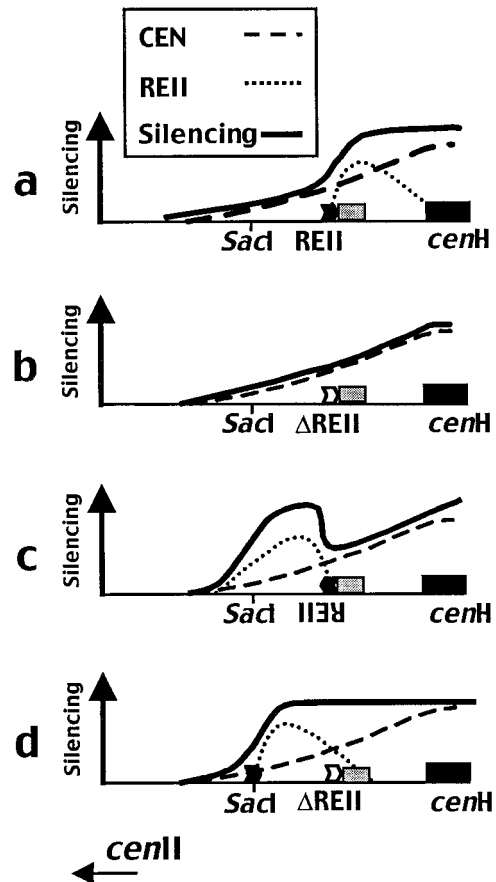 CEN
REII
Silencing
a
Silencing
SacI REII cenH
b
Silencing
SacI ΔREII cenH
c
Silencing
SacI REII cenH
d
Silencing
SacI ΔREII cenH
cenII